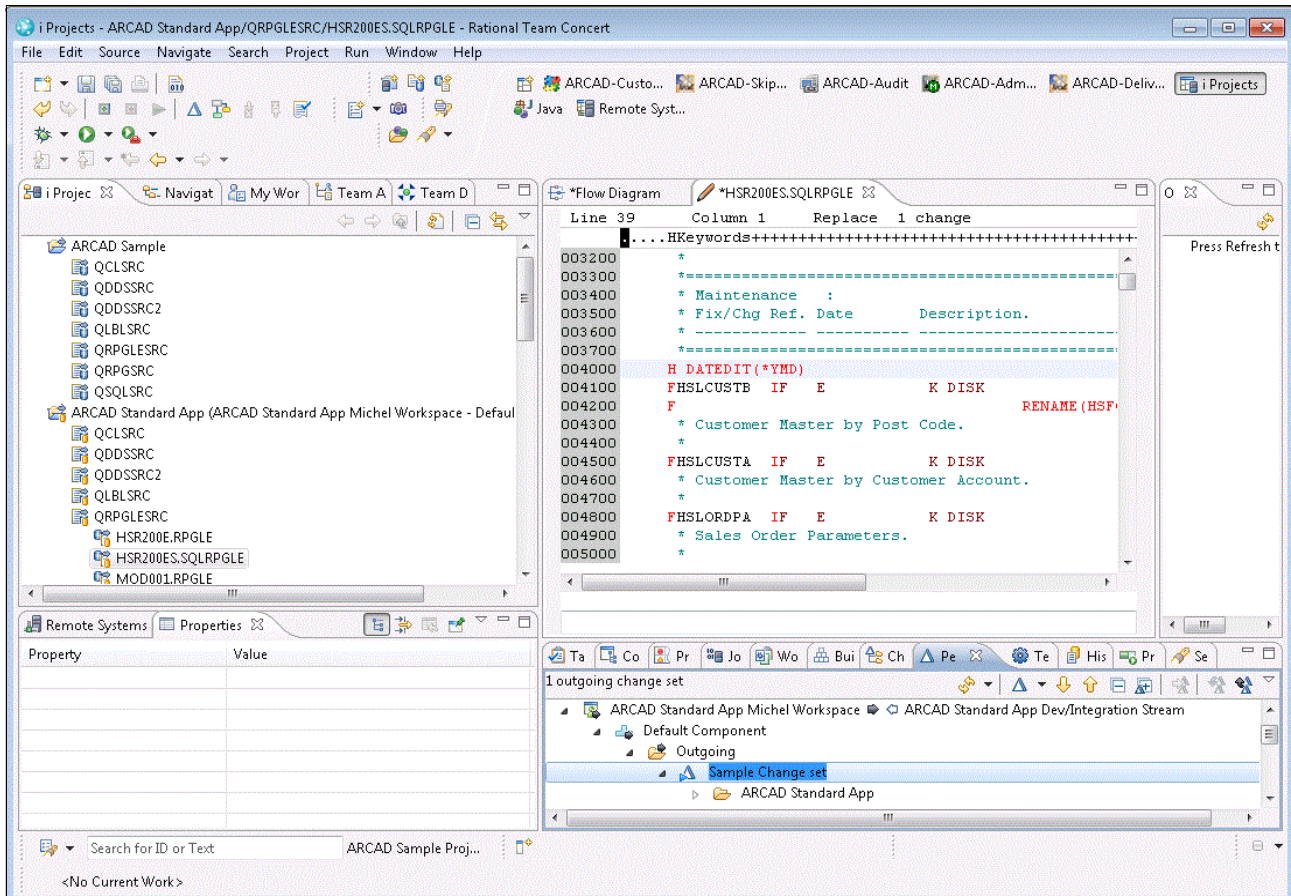 i Projects - ARCAD Standard App/QRPGLESRC/HSR200ES.SQLRPGLE - Rational Team Concert
File Edit Source Navigate Search Project Run Window Help
ARCAD-Custo... ARCAD-Skip... ARCAD-Audit ARCAD-Adm... ARCAD-Deliv... i Projects
Java Remote Syst...
i Projec Navigat My Wor Team A Team D
ARCAD Sample
QCLSRC
QDDSSRC
QDDSSRC2
QLBLSRC
QRPGLESRC
QRPGSRC
QSQLSRC
ARCAD Standard App (ARCAD Standard App Michel Workspace - Defaul
QCLSRC
QDDSSRC
QDDSSRC2
QLBLSRC
QRPGLESRC
HSR200E.RPGLE
HSR200ES.SQLRPGLE
MOD001.RPGLE
*Flow Diagram *HSR200ES.SQLRPGLE
Line 39 Column 1 Replace 1 change
.....HKeywords++++++++++++++++++++++++++++++++++++++++
003200 *
003300 *=======================================================
003400 * Maintenance :
003500 * Fix/Chg Ref. Date Description.
003600 * ------------ ---------- -------------------------
003700 *=======================================================
004000 H DATEDIT(*YMD)
004100 FHSLCUSTB IF E K DISK
004200 F RENAME(HSF
004300 * Customer Master by Post Code.
004400 *
004500 FHSLCUSTA IF E K DISK
004600 * Customer Master by Customer Account.
004700 *
004800 FHSLORDPA IF E K DISK
004900 * Sales Order Parameters.
005000 *
O
Press Refresh t
Remote Systems Properties
Property Value
Ta Co Pr Jo Wo Bui Ch Pe Te His Pr Se
1 outgoing change set
ARCAD Standard App Michel Workspace ARCAD Standard App Dev/Integration Stream
Default Component
Outgoing
Sample Change set
ARCAD Standard App
Search for ID or Text ARCAD Sample Proj...
<No Current Work>